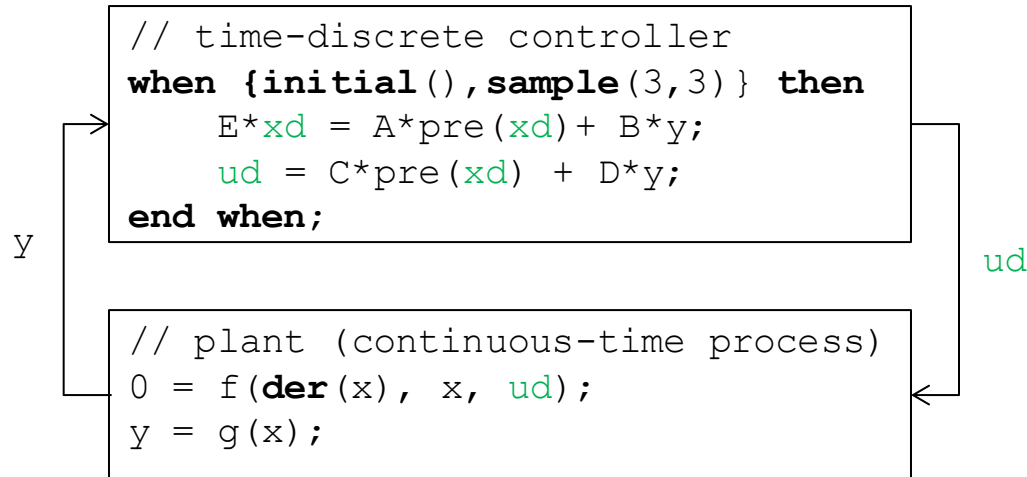 // time-discrete controller
when {initial(),sample(3,3)} then
E*xd = A*pre(xd)+ B*y;
ud = C*pre(xd) + D*y;
end when;
y
ud
// plant (continuous-time process)
0 = f(der(x), x, ud);
y = g(x);